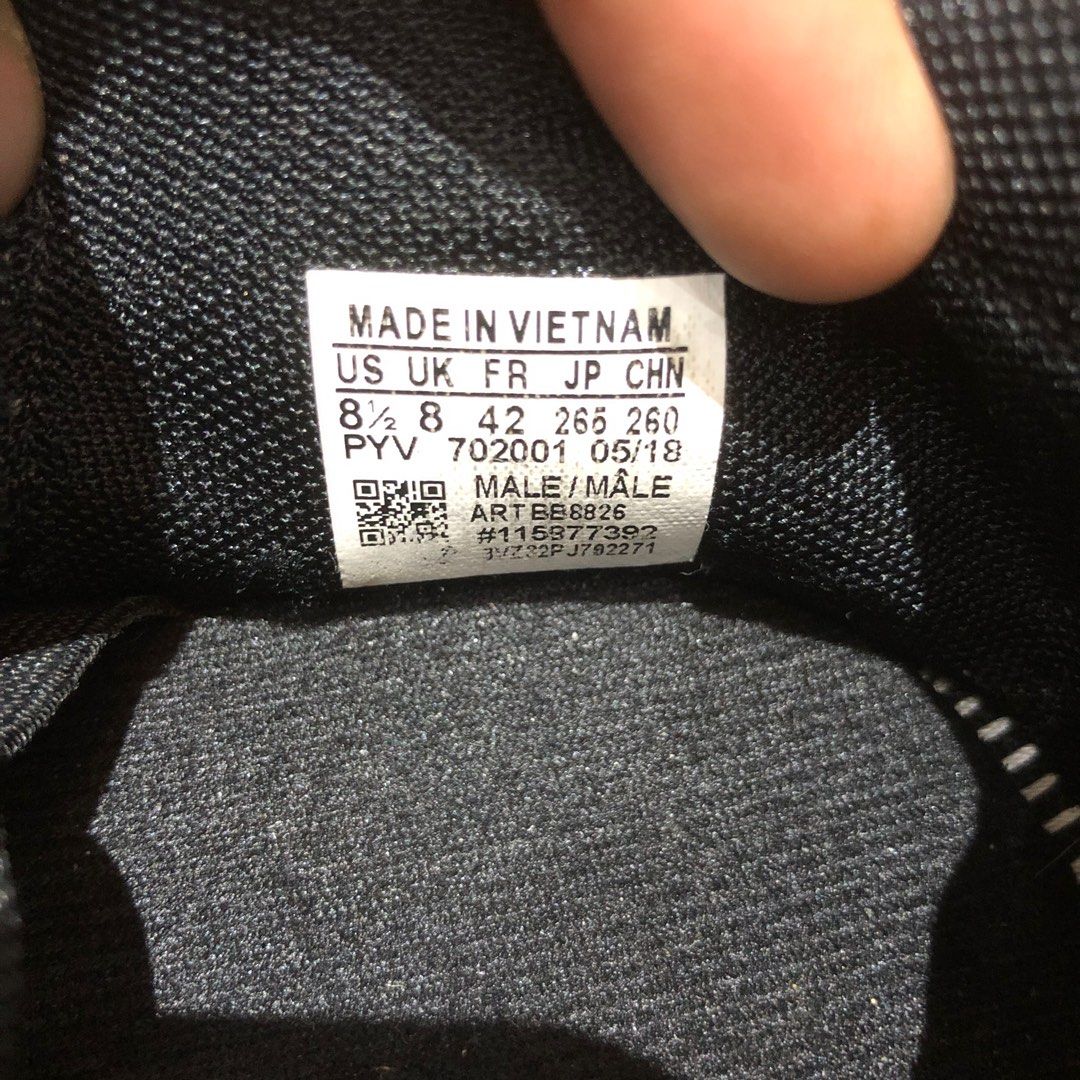 MADE IN VIETNAM
US UK FR JP CHN
8½ 8 42 265 260
PYV 702001 05/18
MALE / MÂLE
ART BB8826
#115877392